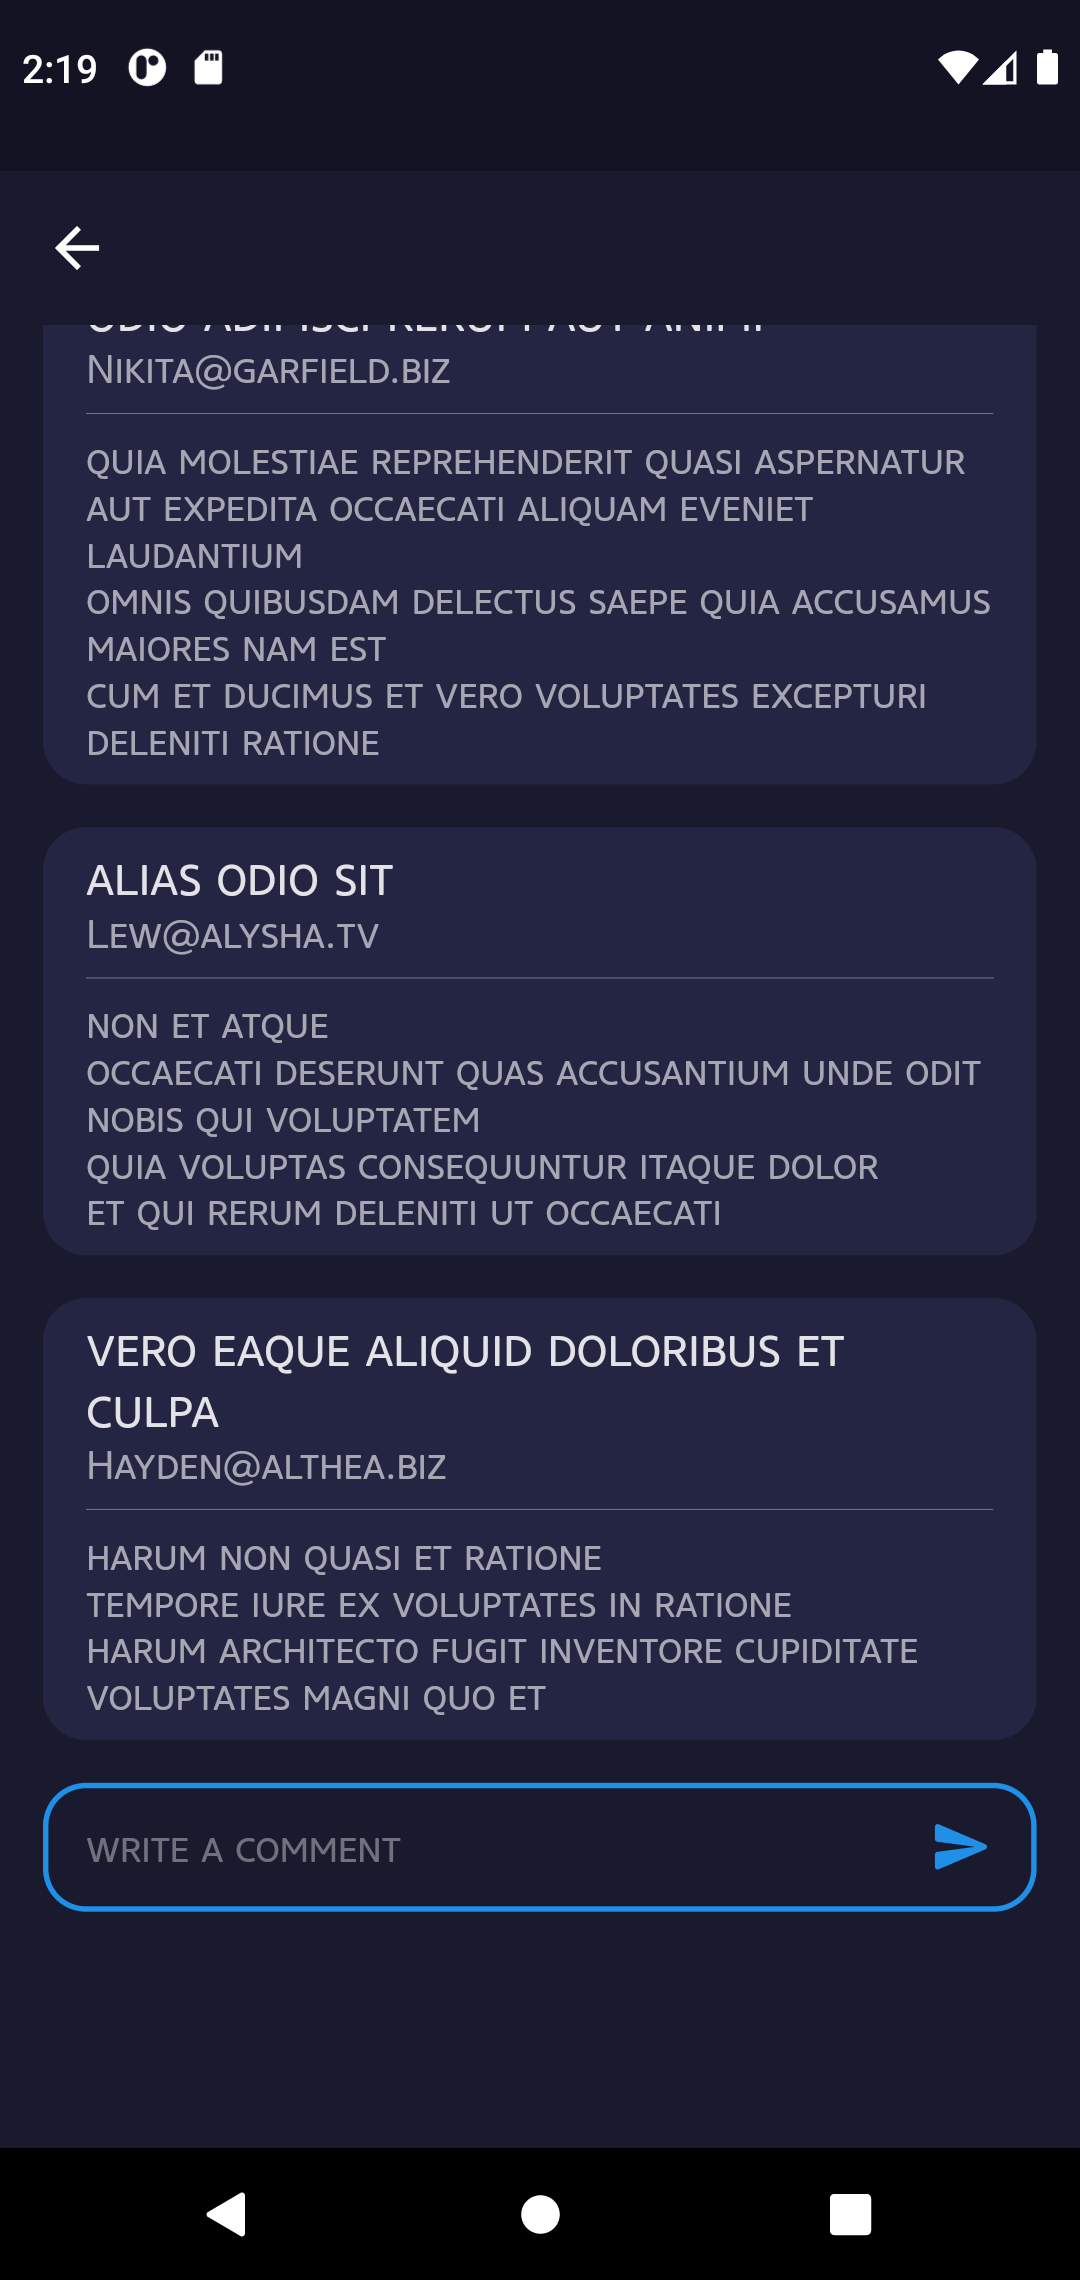 2:19
Nikita@garfield.biz
QUIA MOLESTIAE REPREHENDERIT QUASI ASPERNATUR
AUT EXPEDITA OCCAECATI ALIQUAM EVENIET
LAUDANTIUM
OMNIS QUIBUSDAM DELECTUS SAEPE QUIA ACCUSAMUS
MAIORES NAM EST
CUM ET DUCIMUS ET VERO VOLUPTATES EXCEPTURI
DELENITI RATIONE
ALIAS ODIO SIT
Lew@alysha.tv
NON ET ATQUE
OCCAECATI DESERUNT QUAS ACCUSANTIUM UNDE ODIT
NOBIS QUI VOLUPTATEM
QUIA VOLUPTAS CONSEQUUNTUR ITAQUE DOLOR
ET QUI RERUM DELENITI UT OCCAECATI
VERO EAQUE ALIQUID DOLORIBUS ET
CULPA
Hayden@althea.biz
HARUM NON QUASI ET RATIONE
TEMPORE IURE EX VOLUPTATES IN RATIONE
HARUM ARCHITECTO FUGIT INVENTORE CUPIDITATE
VOLUPTATES MAGNI QUO ET
WRITE A COMMENT